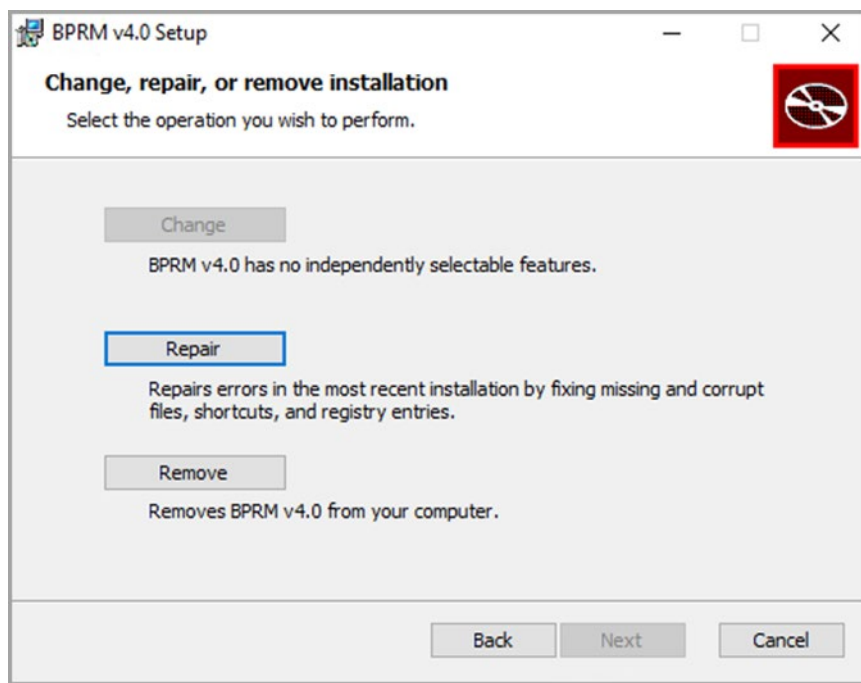 BPRM v4.0 Setup
Change, repair, or remove installation
Select the operation you wish to perform.
Change
BPRM v4.0 has no independently selectable features.
Repair
Repairs errors in the most recent installation by fixing missing and corrupt
files, shortcuts, and registry entries.
Remove
Removes BPRM v4.0 from your computer.
Back Next Cancel